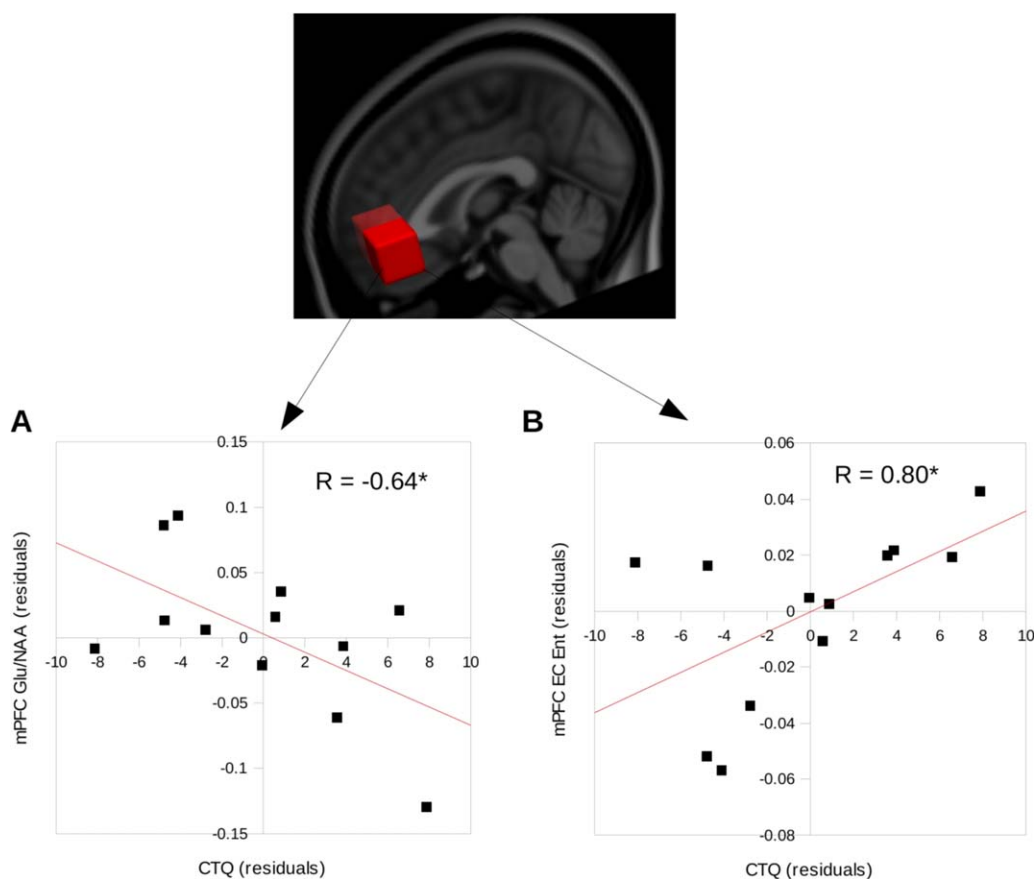 A
B
R = -0.64*
mPFC Glu/NAA (residuals)
0.15
0.1
0.05
0
-0.05
-0.1
-0.15
-10 -8 -6 -4 -2 0 2 4 6 8 10
CTQ (residuals)
R = 0.80*
mPFC EC Ent (residuals)
0.06
0.04
0.02
0
-0.02
-0.04
-0.06
-0.08
-10 -8 -6 -4 -2 0 2 4 6 8 10
CTQ (residuals)